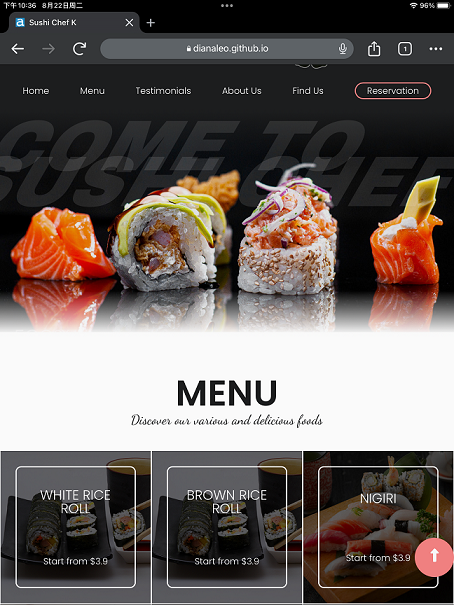 下午10:36 8月22日周二
96%
Sushi Chef K
dianaleo.github.io
1
Home Menu Testimonials About Us Find Us Reservation
COME TO
SUSHI CHEF
MENU
Discover our various and delicious foods
WHITE RICE
ROLL
Start from $3.9
BROWN RICE
ROLL
Start from $3.9
NIGIRI
Start from $3.9